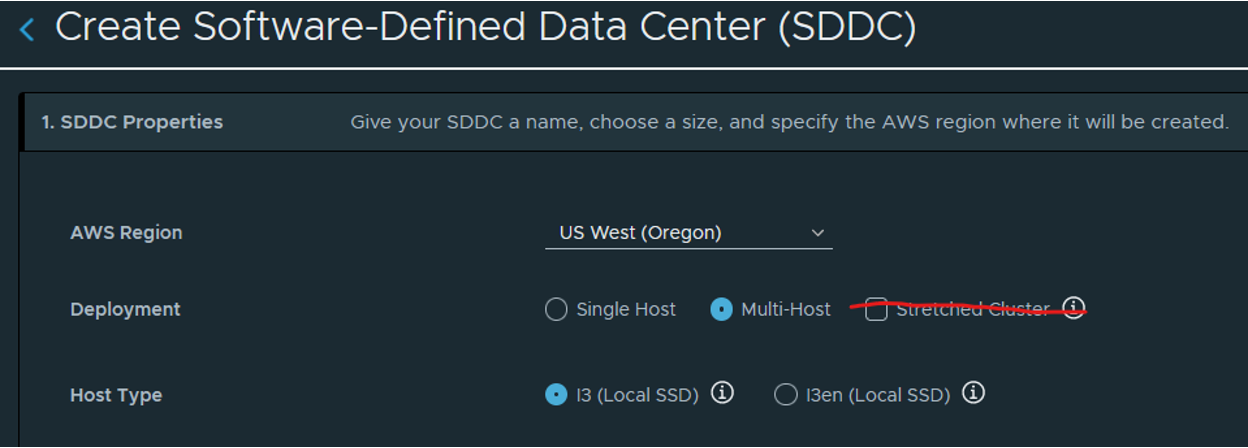 Create Software-Defined Data Center (SDDC)
1. SDDC Properties Give your SDDC a name, choose a size, and specify the AWS region where it will be created.
AWS Region US West (Oregon)
Deployment Single Host Multi-Host Stretched Cluster
Host Type I3 (Local SSD) I3en (Local SSD)